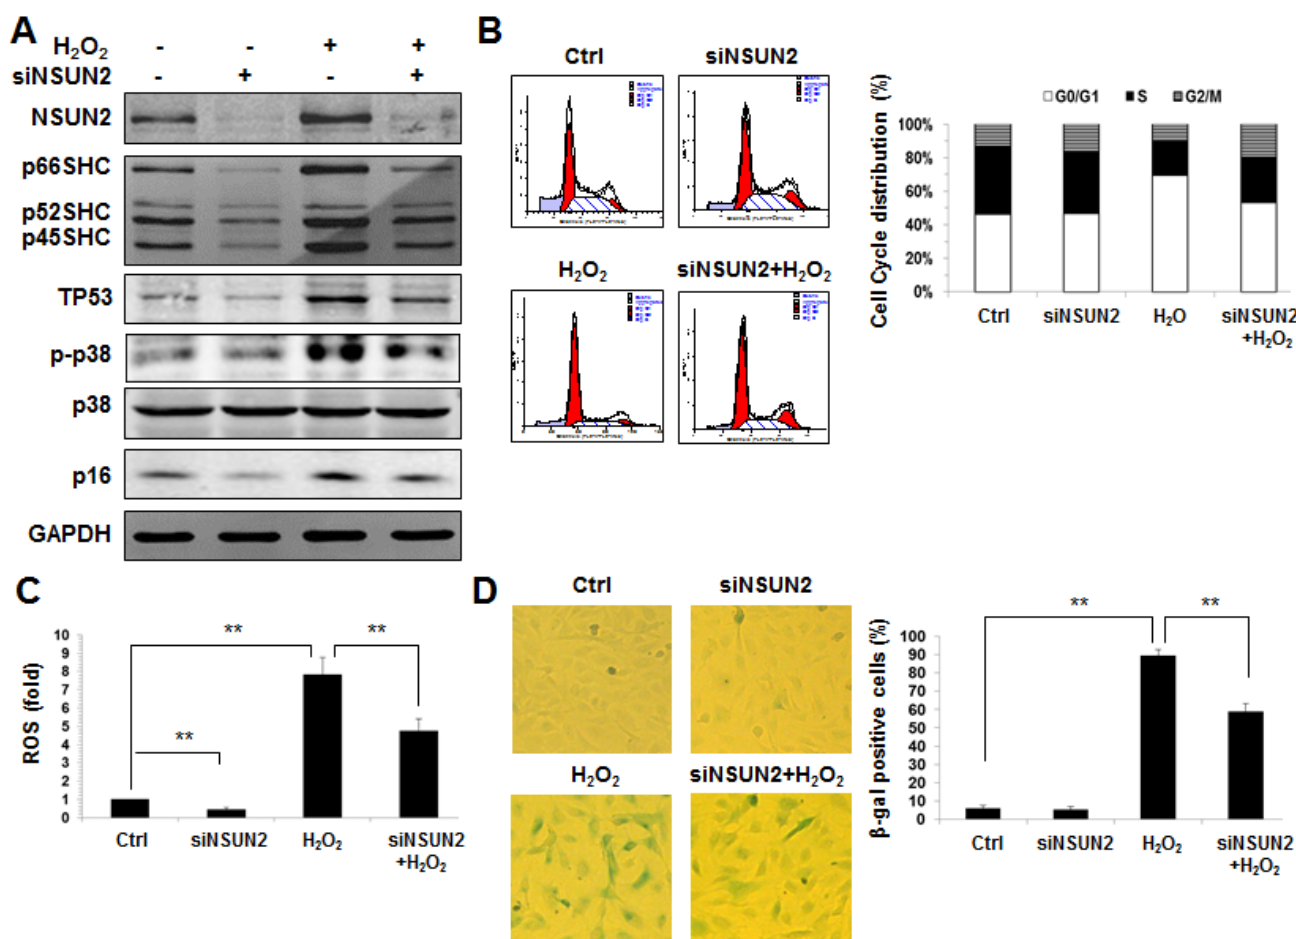 A
H₂O₂ - - + +
siNSUN2 - + - +
NSUN2
p66SHC
p52SHC
p45SHC
TP53
p-p38
p38
p16
GAPDH
B
Ctrl
siNSUN2
H₂O₂
siNSUN2+H₂O₂
Cell Cycle distribution (%)
G0/G1 S G2/M
100%
80%
60%
40%
20%
0%
Ctrl siNSUN2 H₂O siNSUN2
+H₂O₂
C
ROS (fold)
10
9
8
7
6
5
4
3
2
1
0
** ** **
Ctrl siNSUN2 H₂O₂ siNSUN2
+H₂O₂
D
Ctrl
siNSUN2
H₂O₂
siNSUN2+H₂O₂
β-gal positive cells (%)
100
90
80
70
60
50
40
30
20
10
0
** **
Ctrl siNSUN2 H₂O₂ siNSUN2
+H₂O₂